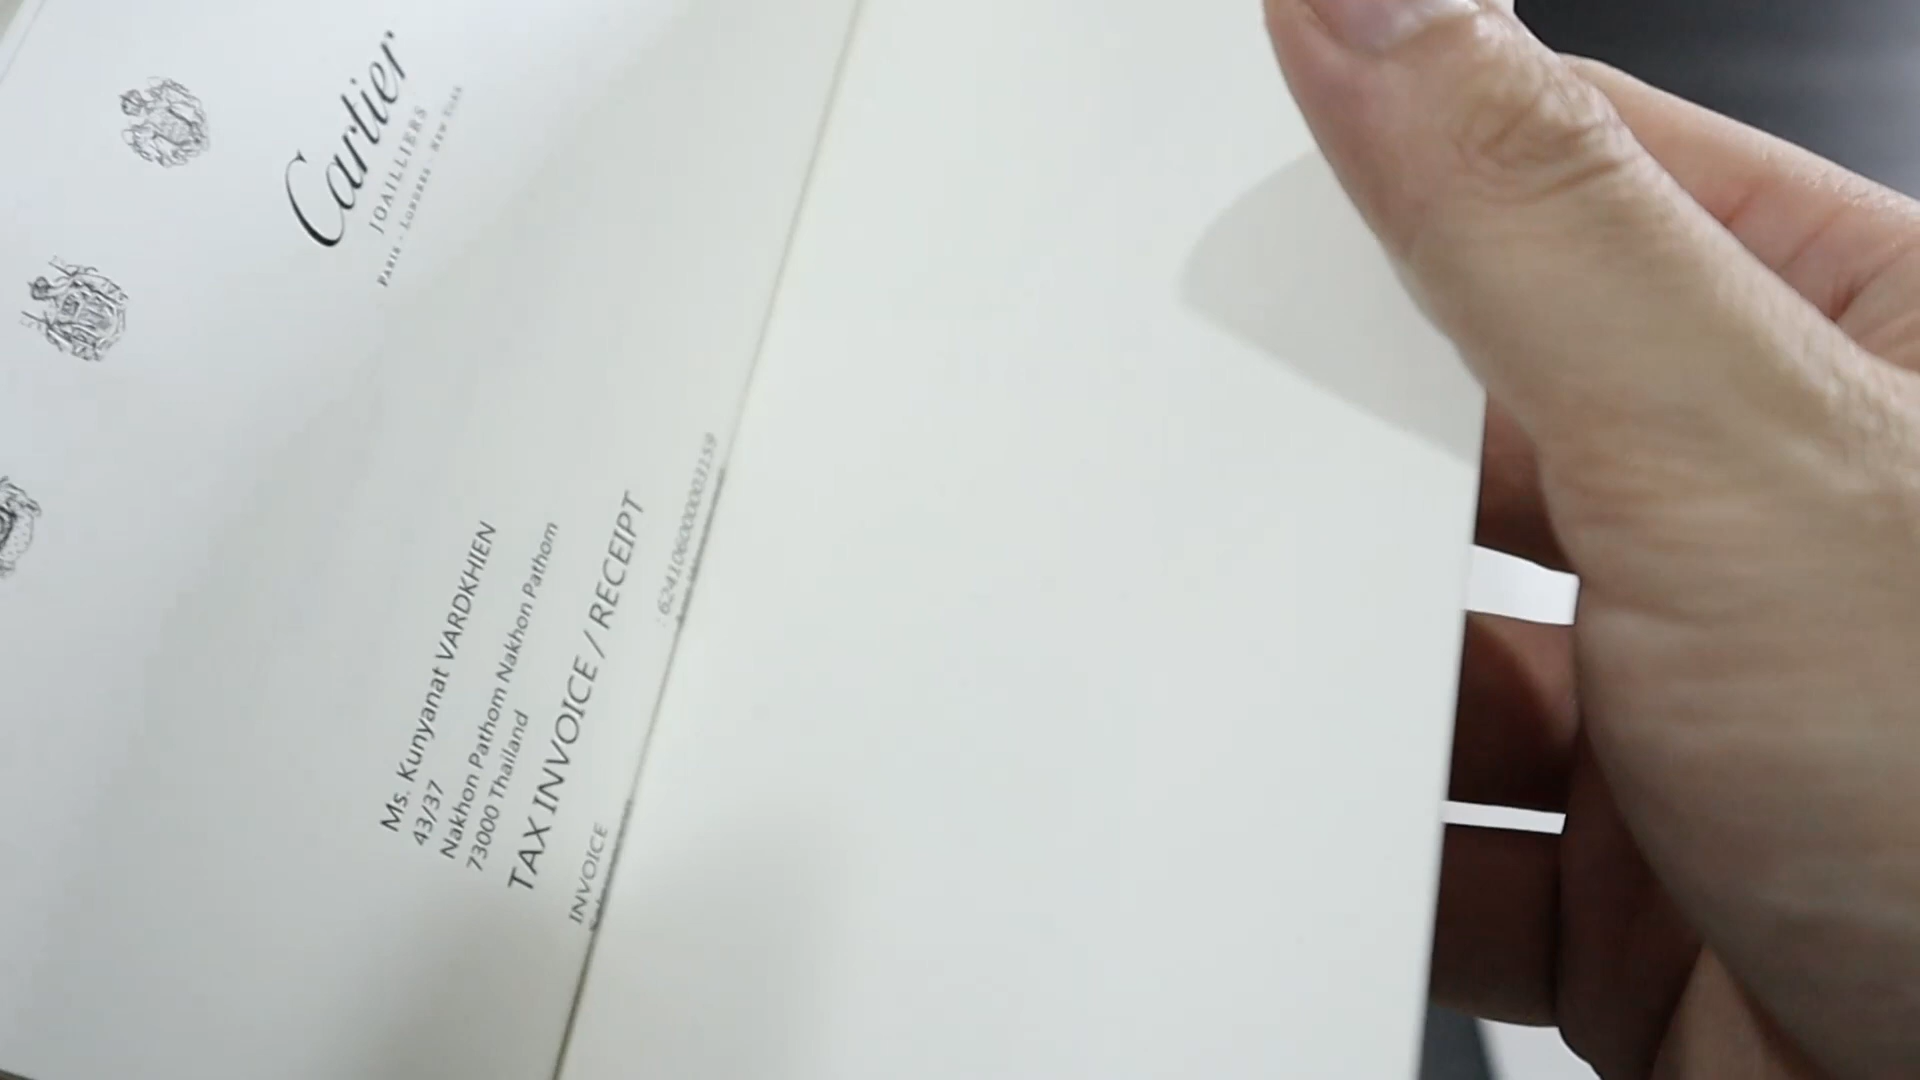 Cartier
JOAILLIERS
PARIS - LONDRES - NEW YORK
Ms. Kunyanat VARDKHIEN
43/37
Nakhon Pathom Nakhon Pathom
73000 Thailand
TAX INVOICE / RECEIPT
INVOICE